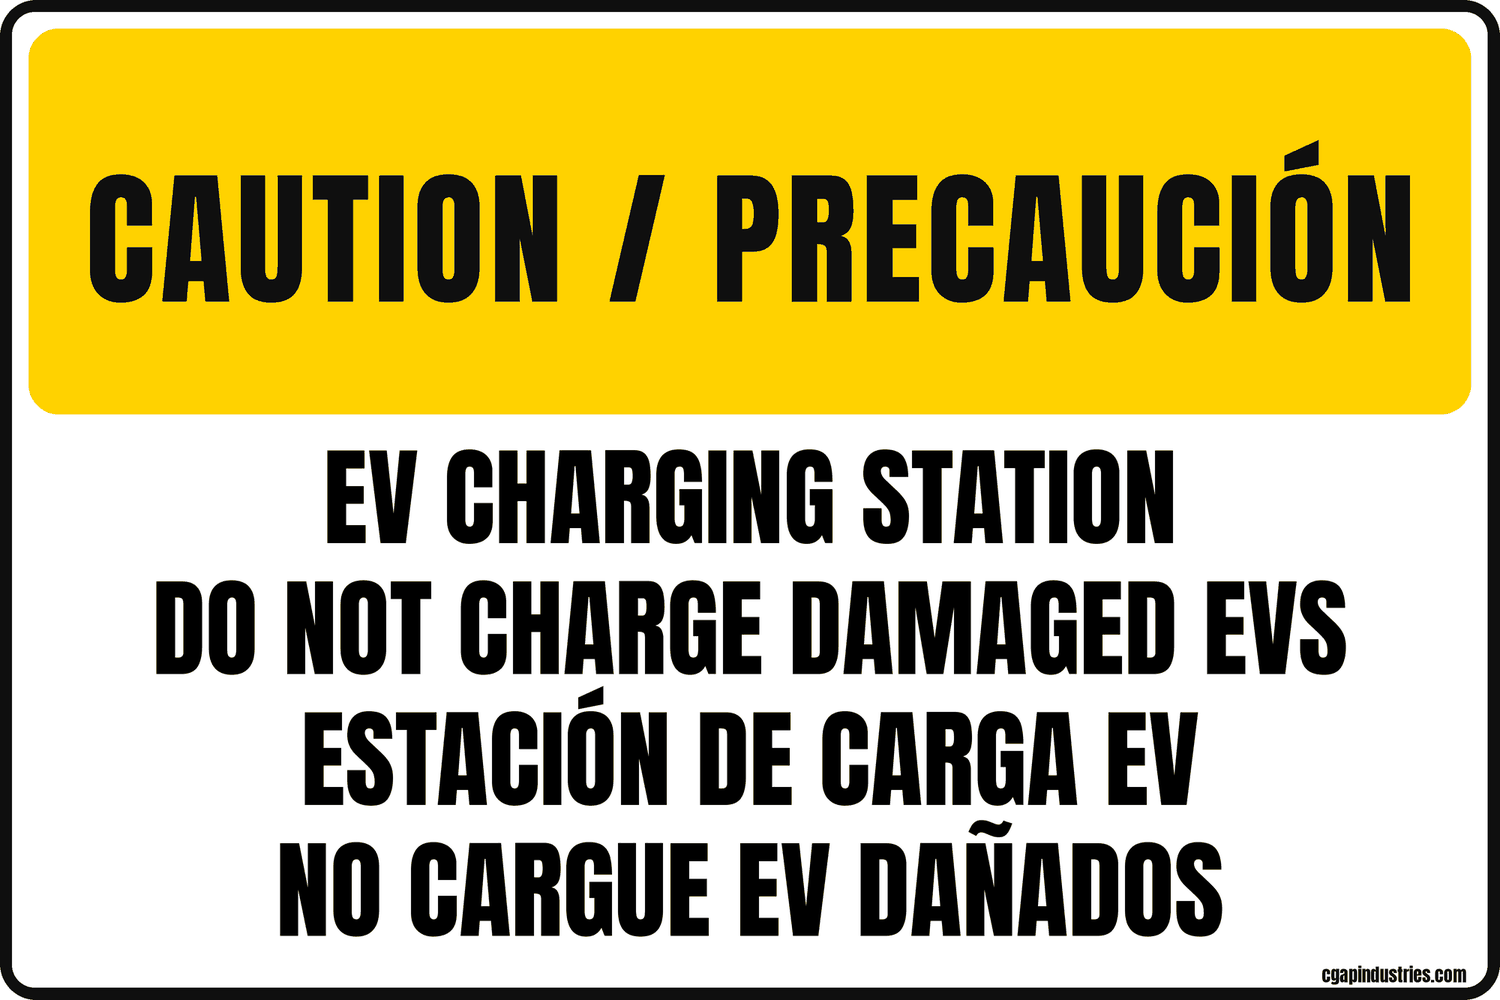 CAUTION / PRECAUCIÓN
EV CHARGING STATION
DO NOT CHARGE DAMAGED EVS
ESTACIÓN DE CARGA EV
NO CARGUE EV DAÑADOS
cgapindustries.com